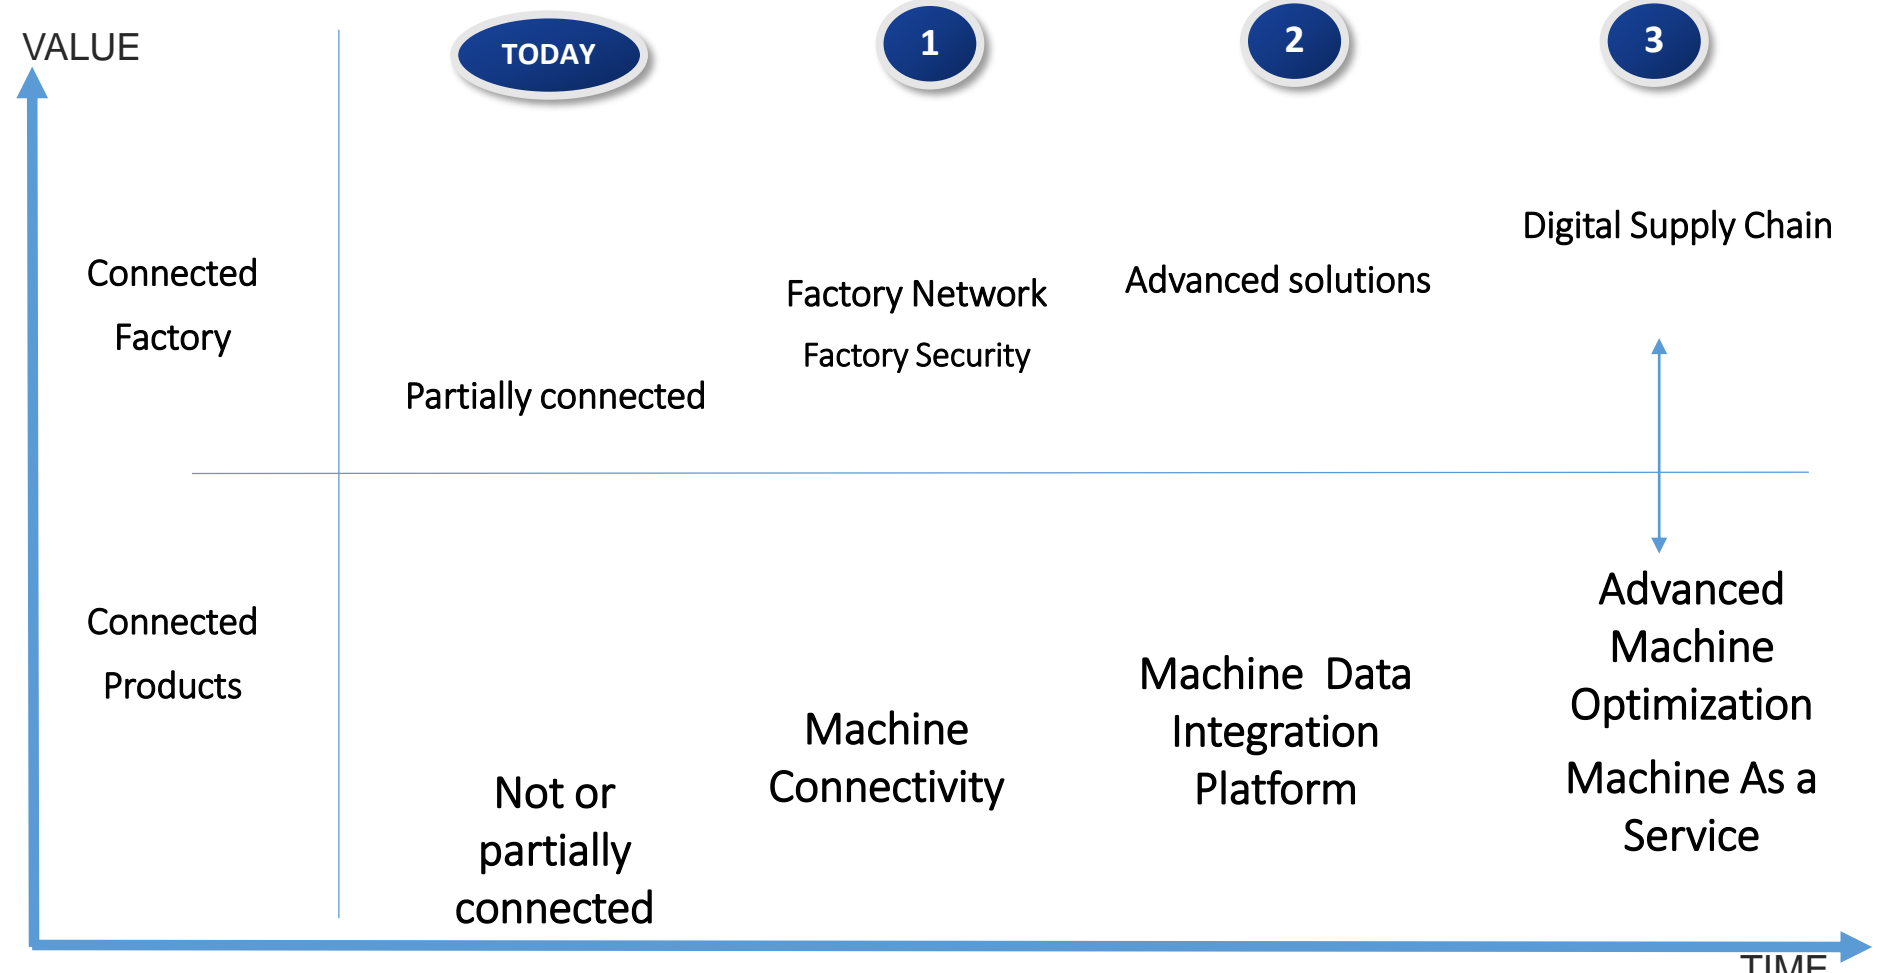 VALUE
TODAY
1
2
3
Connected
Factory
Partially connected
Factory Network
Factory Security
Advanced solutions
Digital Supply Chain
Connected
Products
Not or
partially
connected
Machine
Connectivity
Machine  Data
Integration
Platform
Advanced
Machine
Optimization
Machine As a
Service
TIME